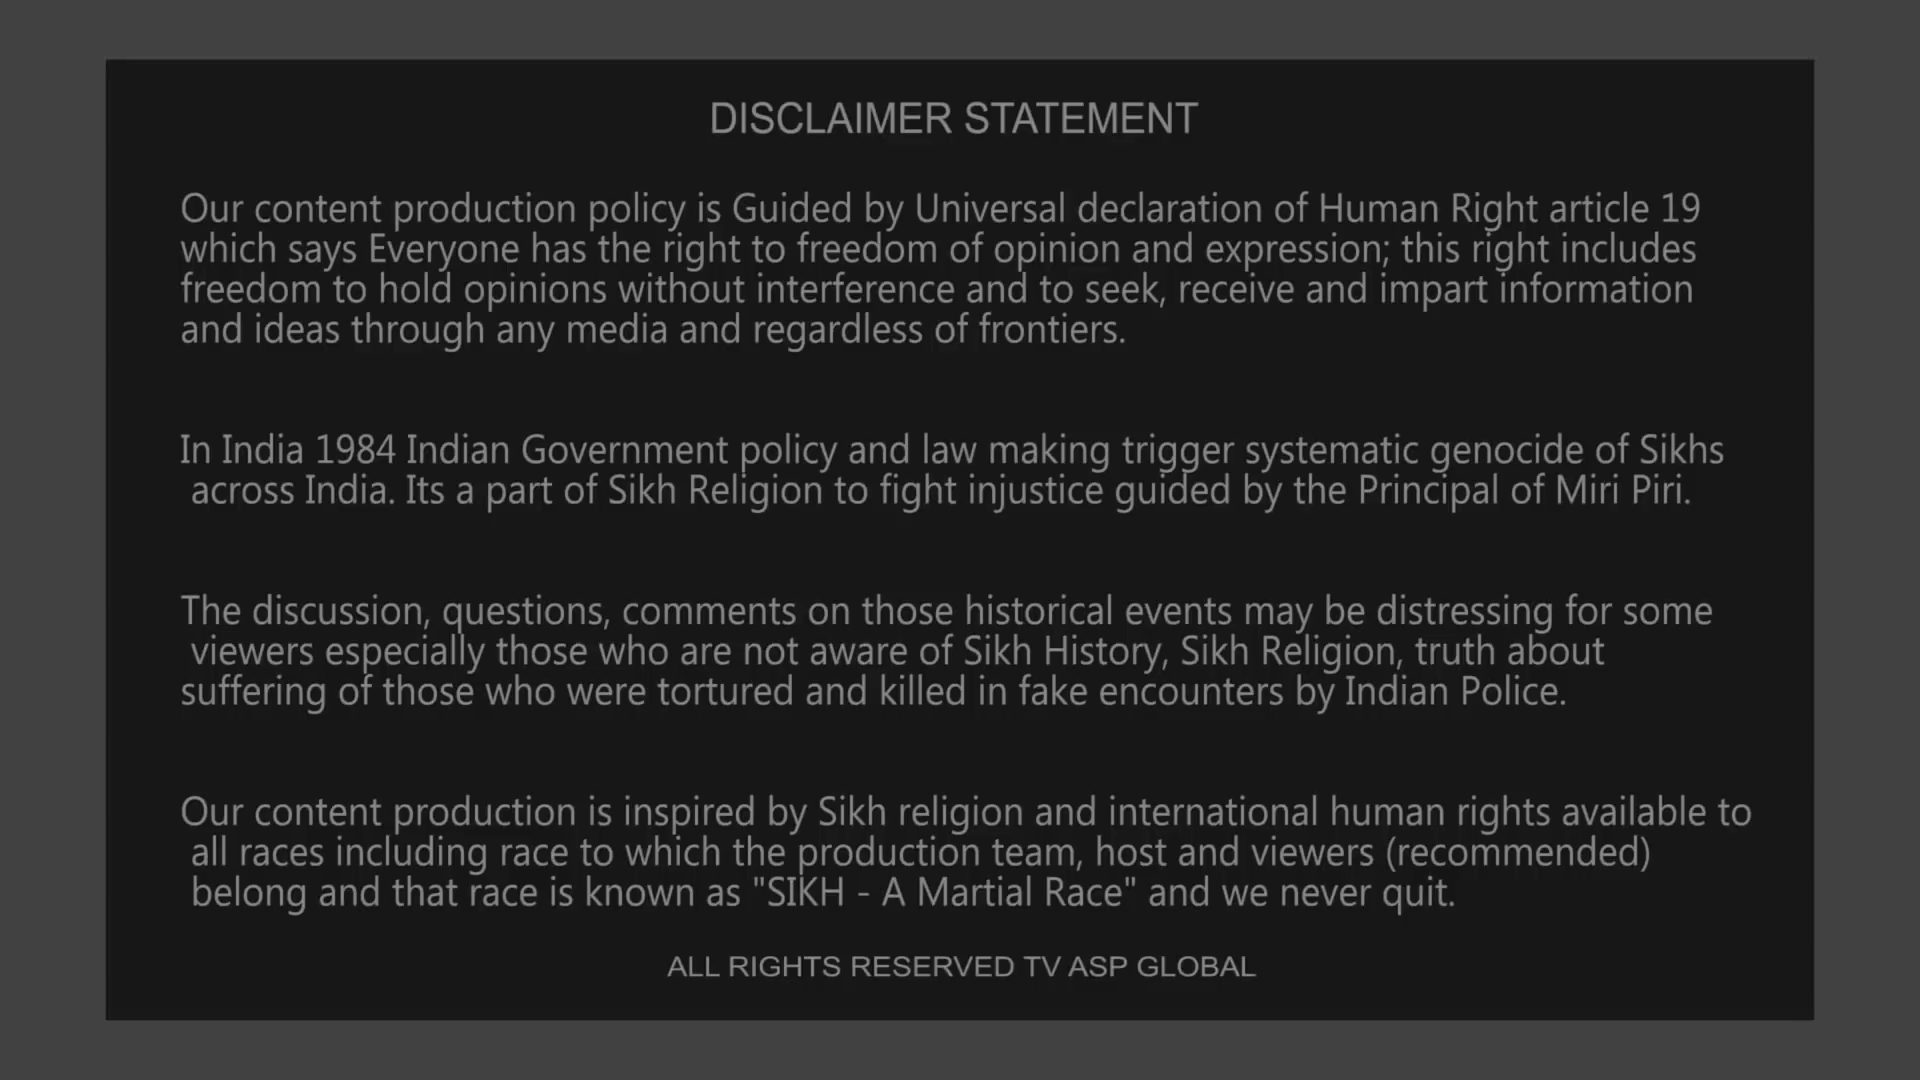 DISCLAIMER STATEMENT
Our content production policy is Guided by Universal declaration of Human Right article 19
which says Everyone has the right to freedom of opinion and expression; this right includes
freedom to hold opinions without interference and to seek, receive and impart information
and ideas through any media and regardless of frontiers.
In India 1984 Indian Government policy and law making trigger systematic genocide of Sikhs
across India. Its a part of Sikh Religion to fight injustice guided by the Principal of Miri Piri.
The discussion, questions, comments on those historical events may be distressing for some
viewers especially those who are not aware of Sikh History, Sikh Religion, truth about
suffering of those who were tortured and killed in fake encounters by Indian Police.
Our content production is inspired by Sikh religion and international human rights available to
all races including race to which the production team, host and viewers (recommended)
belong and that race is known as "SIKH - A Martial Race" and we never quit.
ALL RIGHTS RESERVED TV ASP GLOBAL